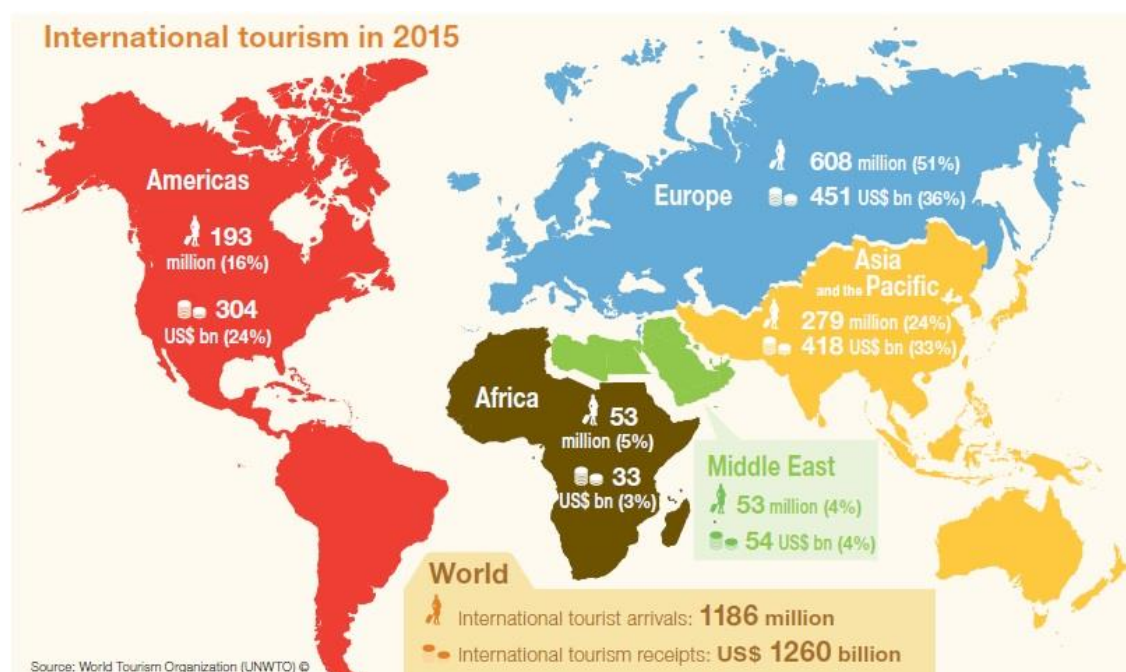 International tourism in 2015
Americas
193
million (16%)
304
US$ bn (24%)
Europe
608 million (51%)
451 US$ bn (36%)
Asia
and the Pacific
279 million (24%)
418 US$ bn (33%)
Africa
53
million (5%)
33
US$ bn (3%)
Middle East
53 million (4%)
54 US$ bn (4%)
World
International tourist arrivals: 1186 million
International tourism receipts: US$ 1260 billion
Source: World Tourism Organization (UNWTO) ©